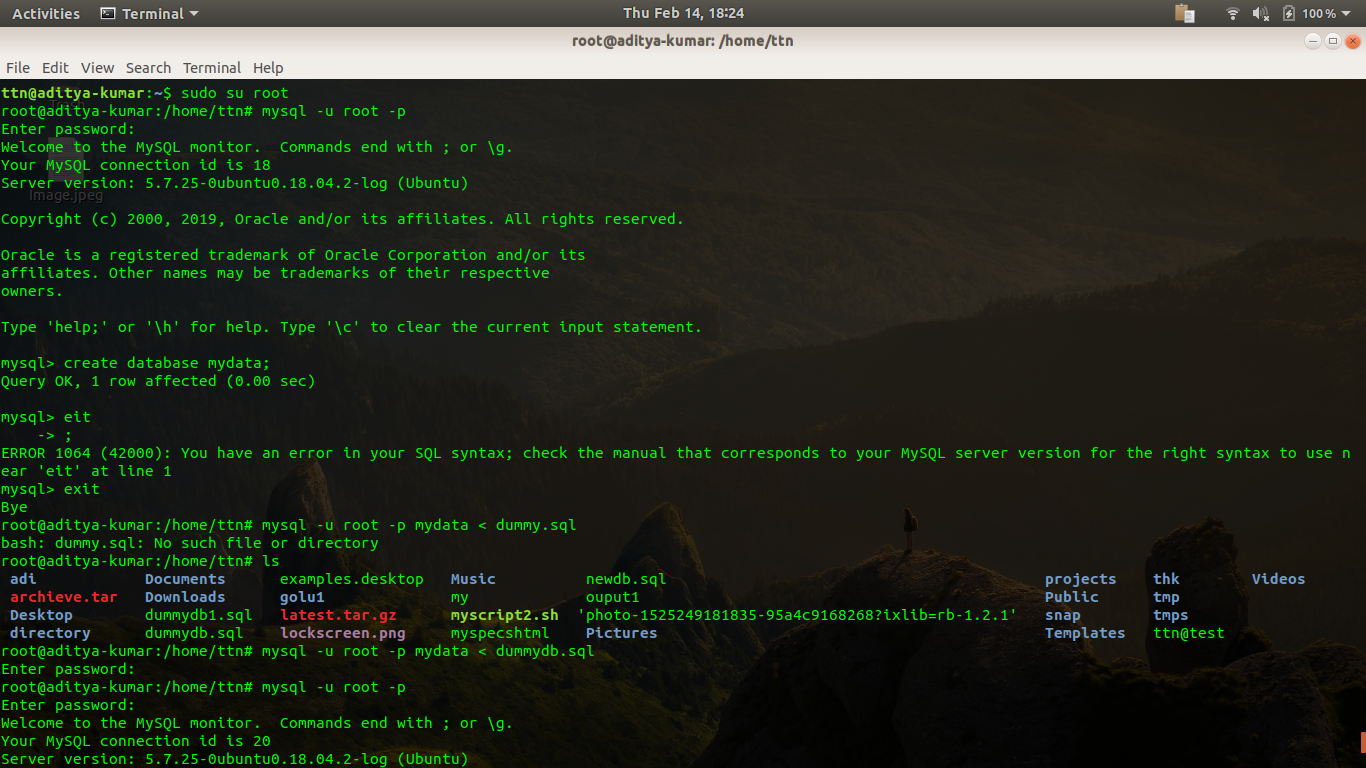 Activities Terminal Thu Feb 14, 18:24 100 %
root@aditya-kumar: /home/ttn
File Edit View Search Terminal Help
ttn@aditya-kumar:~$ sudo su root
root@aditya-kumar:/home/ttn# mysql -u root -p
Enter password:
Welcome to the MySQL monitor.  Commands end with ; or \g.
Your MySQL connection id is 18
Server version: 5.7.25-0ubuntu0.18.04.2-log (Ubuntu)
Image.jpeg
Copyright (c) 2000, 2019, Oracle and/or its affiliates. All rights reserved.
Oracle is a registered trademark of Oracle Corporation and/or its
affiliates. Other names may be trademarks of their respective
owners.
Type 'help;' or '\h' for help. Type '\c' to clear the current input statement.
mysql> create database mydata;
Query OK, 1 row affected (0.00 sec)
mysql> eit
    -> ;
ERROR 1064 (42000): You have an error in your SQL syntax; check the manual that corresponds to your MySQL server version for the right syntax to use n
ear 'eit' at line 1
mysql> exit
Bye
root@aditya-kumar:/home/ttn# mysql -u root -p mydata < dummy.sql
bash: dummy.sql: No such file or directory
root@aditya-kumar:/home/ttn# ls
adi Documents examples.desktop Music newdb.sql projects thk Videos
archieve.tar Downloads golu1 my ouput1 Public tmp
Desktop dummydb1.sql latest.tar.gz myscript2.sh 'photo-1525249181835-95a4c9168268?ixlib=rb-1.2.1' snap tmps
directory dummydb.sql lockscreen.png myspecshtml Pictures Templates ttn@test
root@aditya-kumar:/home/ttn# mysql -u root -p mydata < dummydb.sql
Enter password:
root@aditya-kumar:/home/ttn# mysql -u root -p
Enter password:
Welcome to the MySQL monitor.  Commands end with ; or \g.
Your MySQL connection id is 20
Server version: 5.7.25-0ubuntu0.18.04.2-log (Ubuntu)